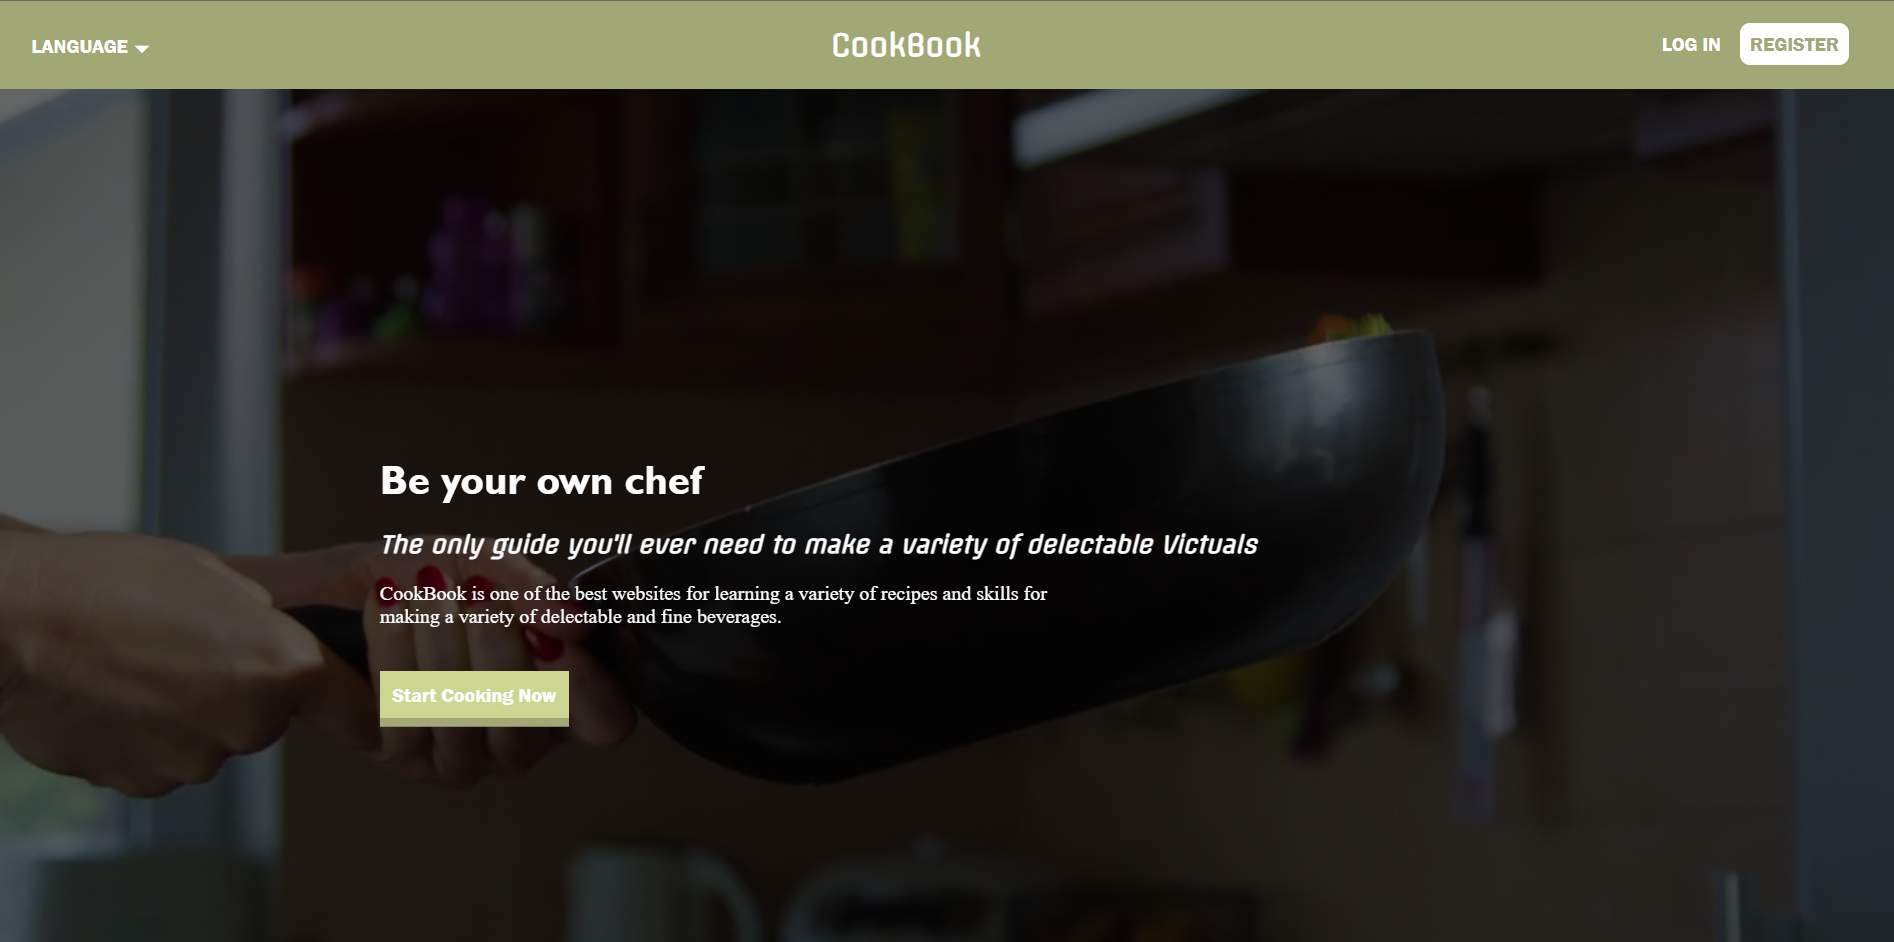 LANGUAGE
CookBook
LOG IN
REGISTER
Be your own chef
The only guide you'll ever need to make a variety of delectable Victuals
CookBook is one of the best websites for learning a variety of recipes and skills for
making a variety of delectable and fine beverages.
Start Cooking Now